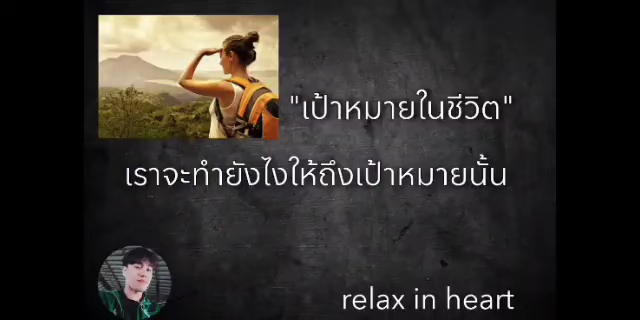 "เป้าหมายในชีวิต"
เราจะทำยังไงให้ถึงเป้าหมายนั้น
relax in heart